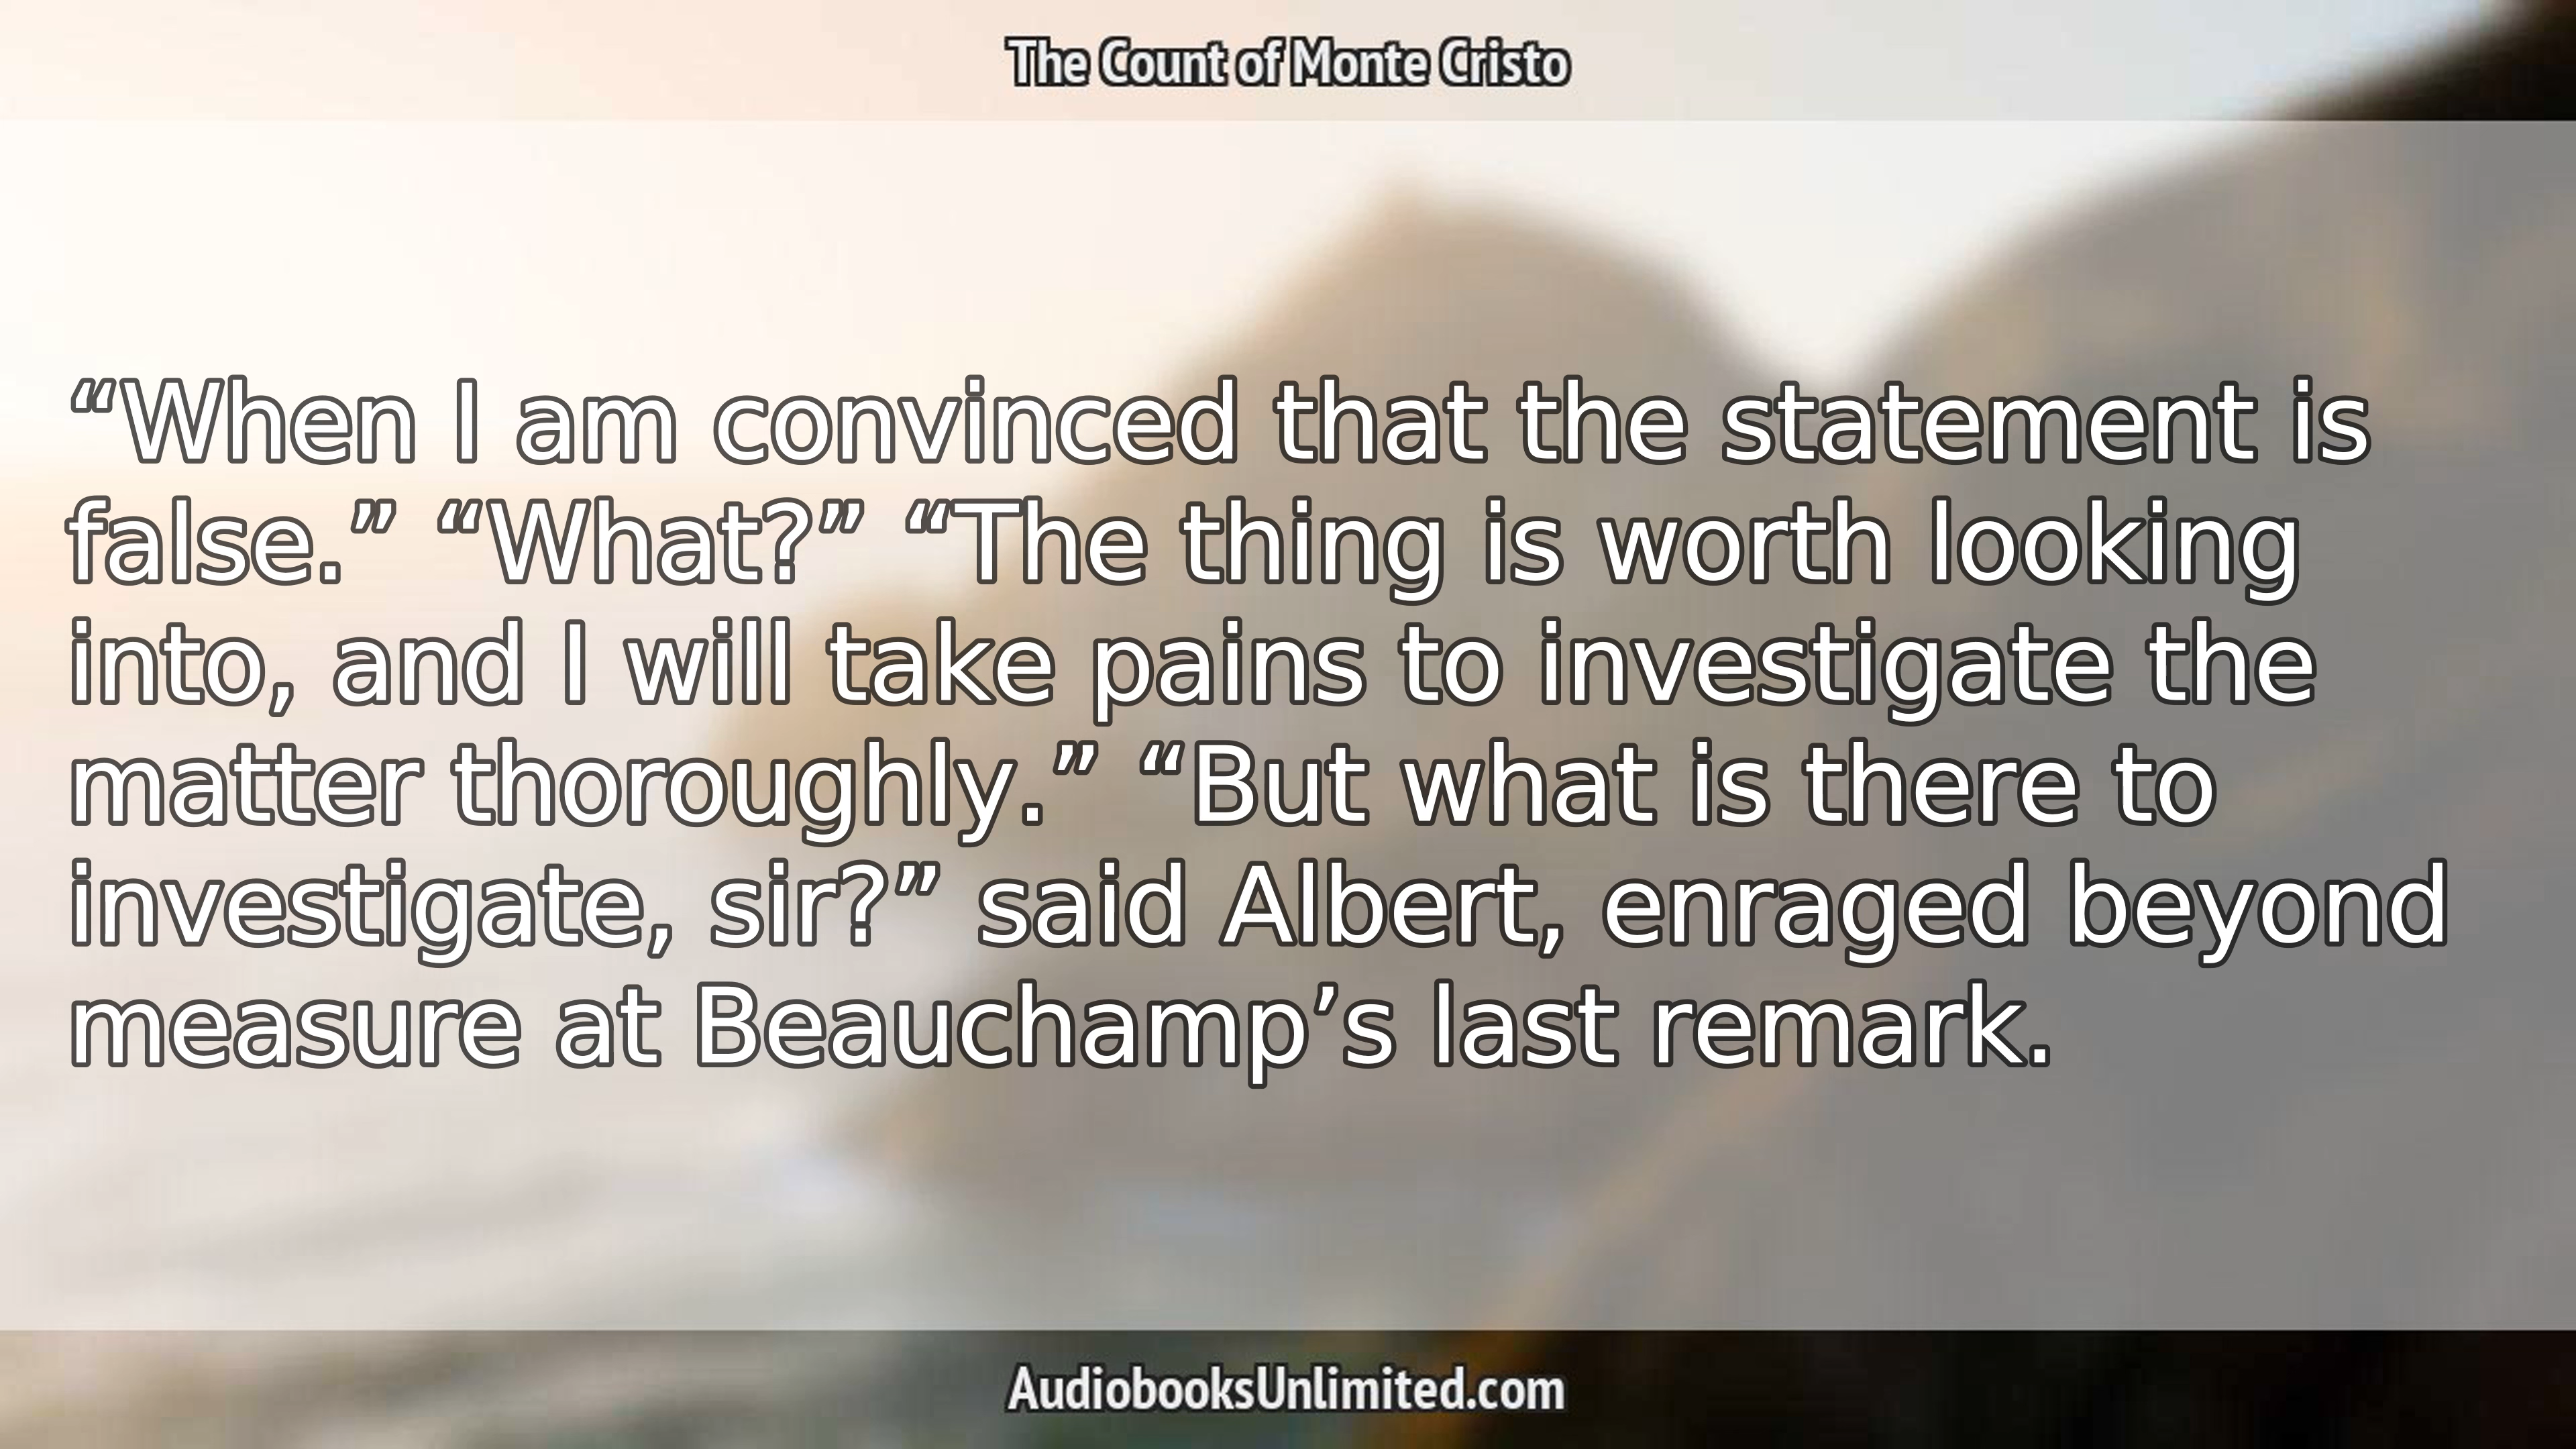 The Count of Monte Cristo
“When I am convinced that the statement is
false.” “What?” “The thing is worth looking
into, and I will take pains to investigate the
matter thoroughly.” “But what is there to
investigate, sir?” said Albert, enraged beyond
measure at Beauchamp’s last remark.
AudiobooksUnlimited.com